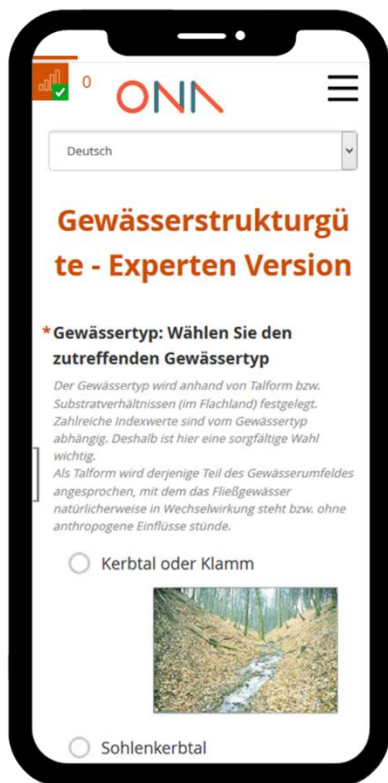 0
ONA
Deutsch
Gewässerstrukturgü
te - Experten Version
* Gewässertyp: Wählen Sie den
zutreffenden Gewässertyp
Der Gewässertyp wird anhand von Talform bzw.
Substratverhältnissen (im Flachland) festgelegt.
Zahlreiche Indexwerte sind vom Gewässertyp
abhängig. Deshalb ist hier eine sorgfältige Wahl
wichtig.
Als Talform wird derjenige Teil des Gewässerumfeldes
angesprochen, mit dem das Fließgewässer
natürlicherweise in Wechselwirkung steht bzw. ohne
anthropogene Einflüsse stünde.
Kerbtal oder Klamm
Sohlenkerbtal